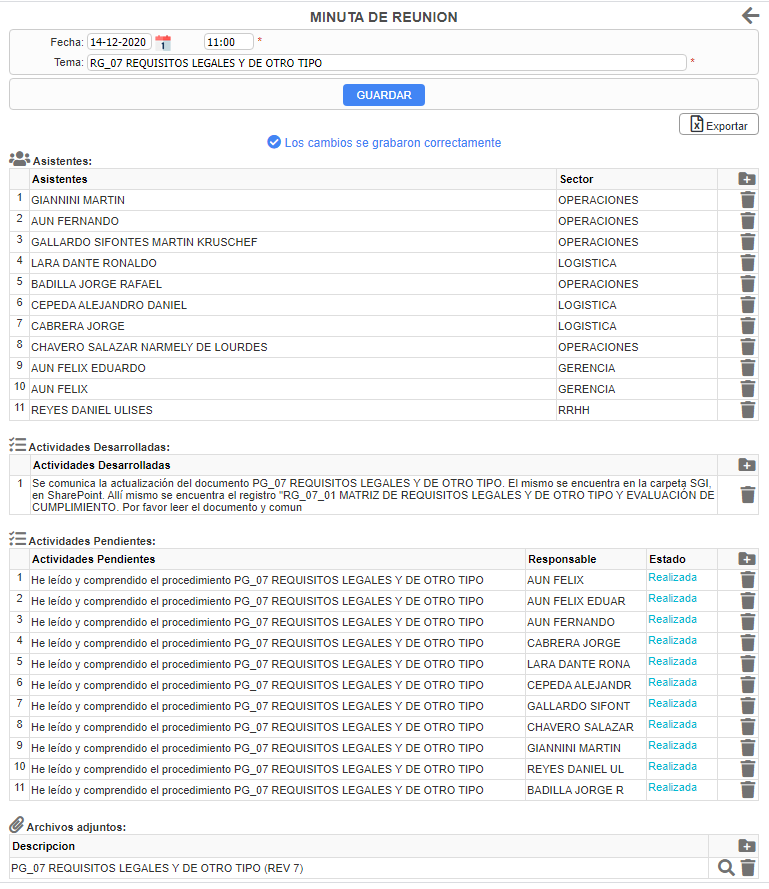 MINUTA DE REUNION
Fecha: 14-12-2020 11:00 *
Tema: RG_07 REQUISITOS LEGALES Y DE OTRO TIPO *
GUARDAR
Exportar
Los cambios se grabaron correctamente
Asistentes:
Asistentes Sector
1 GIANNINI MARTIN OPERACIONES
2 AUN FERNANDO OPERACIONES
3 GALLARDO SIFONTES MARTIN KRUSCHEF OPERACIONES
4 LARA DANTE RONALDO LOGISTICA
5 BADILLA JORGE RAFAEL OPERACIONES
6 CEPEDA ALEJANDRO DANIEL LOGISTICA
7 CABRERA JORGE LOGISTICA
8 CHAVERO SALAZAR NARMELY DE LOURDES OPERACIONES
9 AUN FELIX EDUARDO GERENCIA
10 AUN FELIX GERENCIA
11 REYES DANIEL ULISES RRHH
Actividades Desarrolladas:
Actividades Desarrolladas
1 Se comunica la actualización del documento PG_07 REQUISITOS LEGALES Y DE OTRO TIPO. El mismo se encuentra en la carpeta SGI,
en SharePoint. Allí mismo se encuentra el registro "RG_07_01 MATRIZ DE REQUISITOS LEGALES Y DE OTRO TIPO Y EVALUACIÓN DE
CUMPLIMIENTO. Por favor leer el documento y comun
Actividades Pendientes:
Actividades Pendientes Responsable Estado
1 He leído y comprendido el procedimiento PG_07 REQUISITOS LEGALES Y DE OTRO TIPO AUN FELIX Realizada
2 He leído y comprendido el procedimiento PG_07 REQUISITOS LEGALES Y DE OTRO TIPO AUN FELIX EDUAR Realizada
3 He leído y comprendido el procedimiento PG_07 REQUISITOS LEGALES Y DE OTRO TIPO AUN FERNANDO Realizada
4 He leído y comprendido el procedimiento PG_07 REQUISITOS LEGALES Y DE OTRO TIPO CABRERA JORGE Realizada
5 He leído y comprendido el procedimiento PG_07 REQUISITOS LEGALES Y DE OTRO TIPO LARA DANTE RONA Realizada
6 He leído y comprendido el procedimiento PG_07 REQUISITOS LEGALES Y DE OTRO TIPO CEPEDA ALEJANDR Realizada
7 He leído y comprendido el procedimiento PG_07 REQUISITOS LEGALES Y DE OTRO TIPO GALLARDO SIFONT Realizada
8 He leído y comprendido el procedimiento PG_07 REQUISITOS LEGALES Y DE OTRO TIPO CHAVERO SALAZAR Realizada
9 He leído y comprendido el procedimiento PG_07 REQUISITOS LEGALES Y DE OTRO TIPO GIANNINI MARTIN Realizada
10 He leído y comprendido el procedimiento PG_07 REQUISITOS LEGALES Y DE OTRO TIPO REYES DANIEL UL Realizada
11 He leído y comprendido el procedimiento PG_07 REQUISITOS LEGALES Y DE OTRO TIPO BADILLA JORGE R Realizada
Archivos adjuntos:
Descripcion
PG_07 REQUISITOS LEGALES Y DE OTRO TIPO (REV 7)